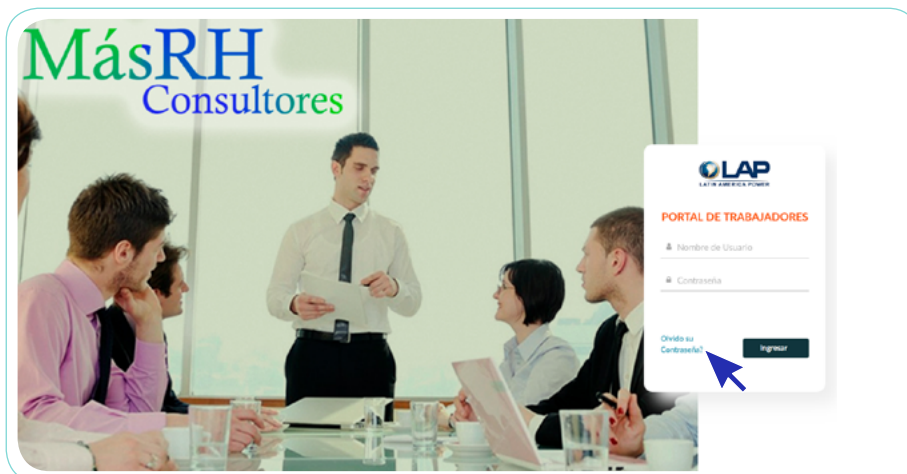 MásRH
Consultores
LAP
LATIN AMERICA POWER
PORTAL DE TRABAJADORES
Nombre de Usuario
Contraseña
Olvido su
Contraseña?
Ingresar